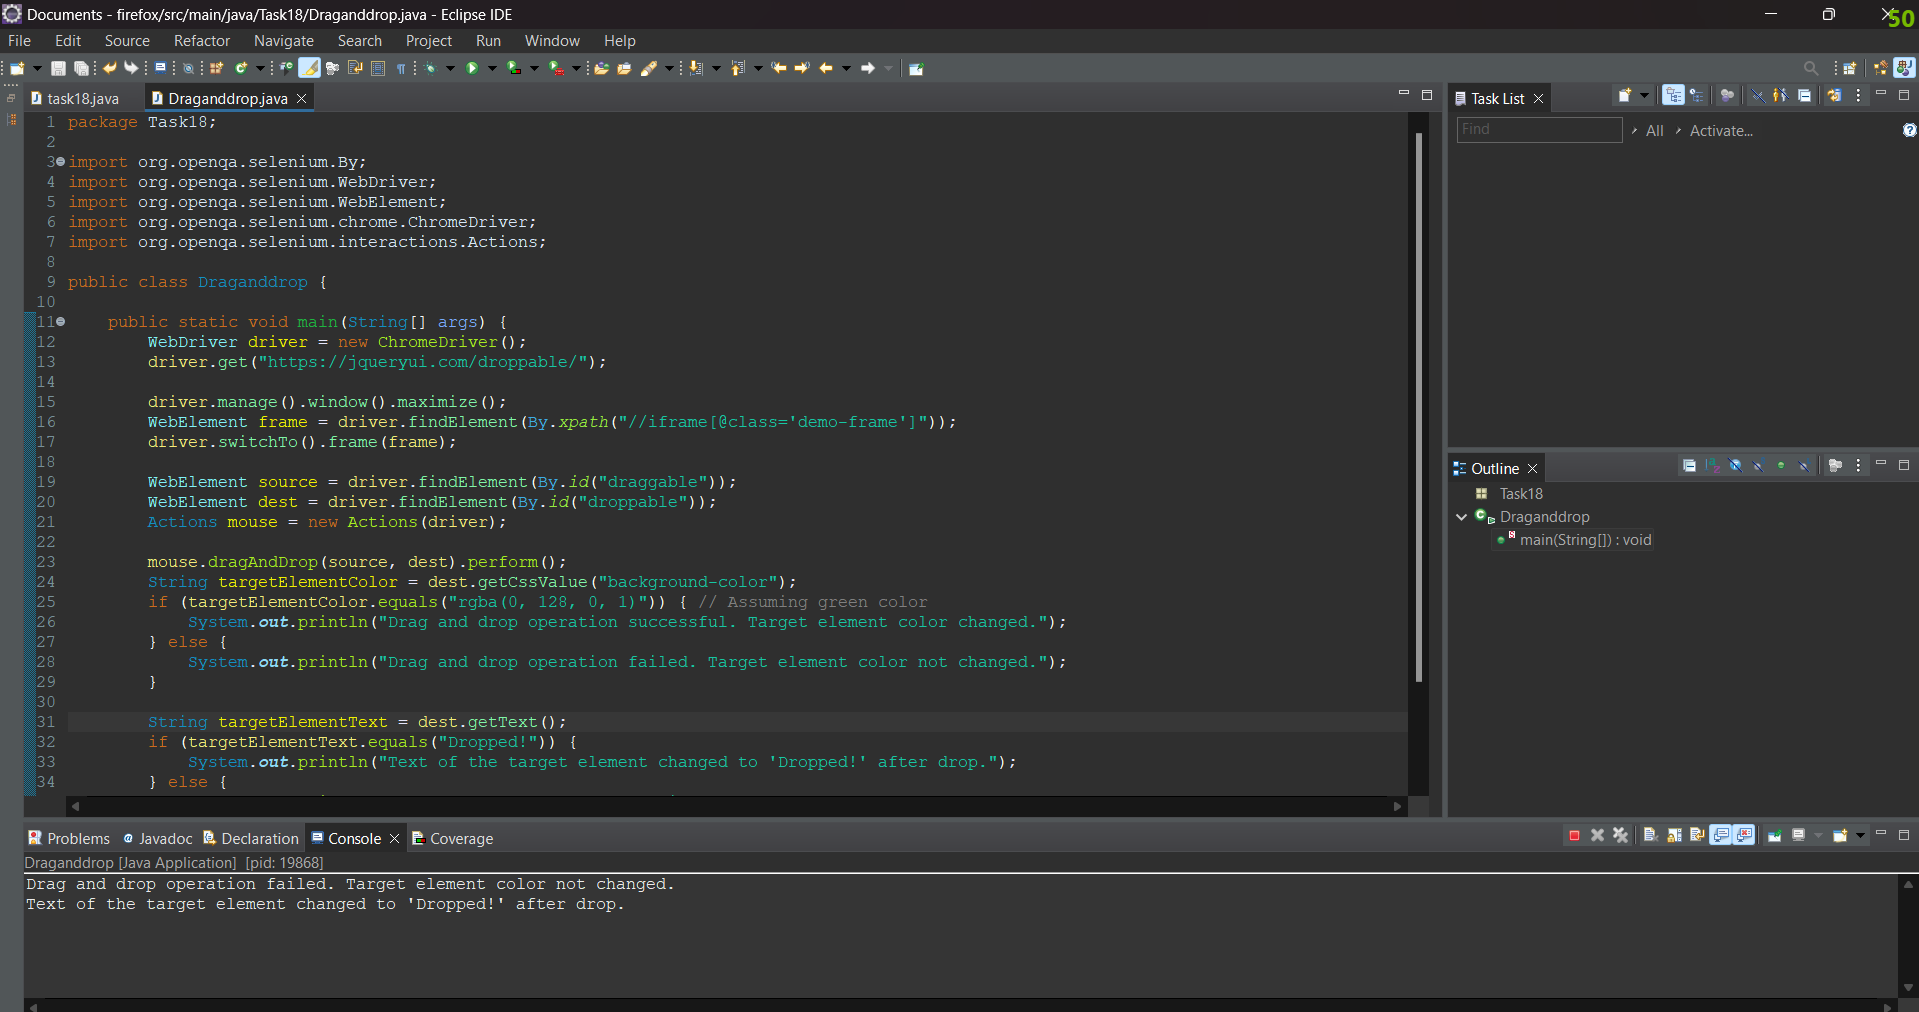 Documents - firefox/src/main/java/Task18/Draganddrop.java - Eclipse IDE
50
File Edit Source Refactor Navigate Search Project Run Window Help
task18.java Draganddrop.java
1 package Task18;
2
3 import org.openqa.selenium.By;
4 import org.openqa.selenium.WebDriver;
5 import org.openqa.selenium.WebElement;
6 import org.openqa.selenium.chrome.ChromeDriver;
7 import org.openqa.selenium.interactions.Actions;
8
9 public class Draganddrop {
10
11 public static void main(String[] args) {
12 WebDriver driver = new ChromeDriver();
13 driver.get("https://jqueryui.com/droppable/");
14
15 driver.manage().window().maximize();
16 WebElement frame = driver.findElement(By.xpath("//iframe[@class='demo-frame']"));
17 driver.switchTo().frame(frame);
18
19 WebElement source = driver.findElement(By.id("draggable"));
20 WebElement dest = driver.findElement(By.id("droppable"));
21 Actions mouse = new Actions(driver);
22
23 mouse.dragAndDrop(source, dest).perform();
24 String targetElementColor = dest.getCssValue("background-color");
25 if (targetElementColor.equals("rgba(0, 128, 0, 1)")) { // Assuming green color
26 System.out.println("Drag and drop operation successful. Target element color changed.");
27 } else {
28 System.out.println("Drag and drop operation failed. Target element color not changed.");
29 }
30
31 String targetElementText = dest.getText();
32 if (targetElementText.equals("Dropped!")) {
33 System.out.println("Text of the target element changed to 'Dropped!' after drop.");
34 } else {
Task List
Find All Activate...
Outline
Task18
Draganddrop
main(String[]) : void
Problems Javadoc Declaration Console Coverage
Draganddrop [Java Application] [pid: 19868]
Drag and drop operation failed. Target element color not changed.
Text of the target element changed to 'Dropped!' after drop.